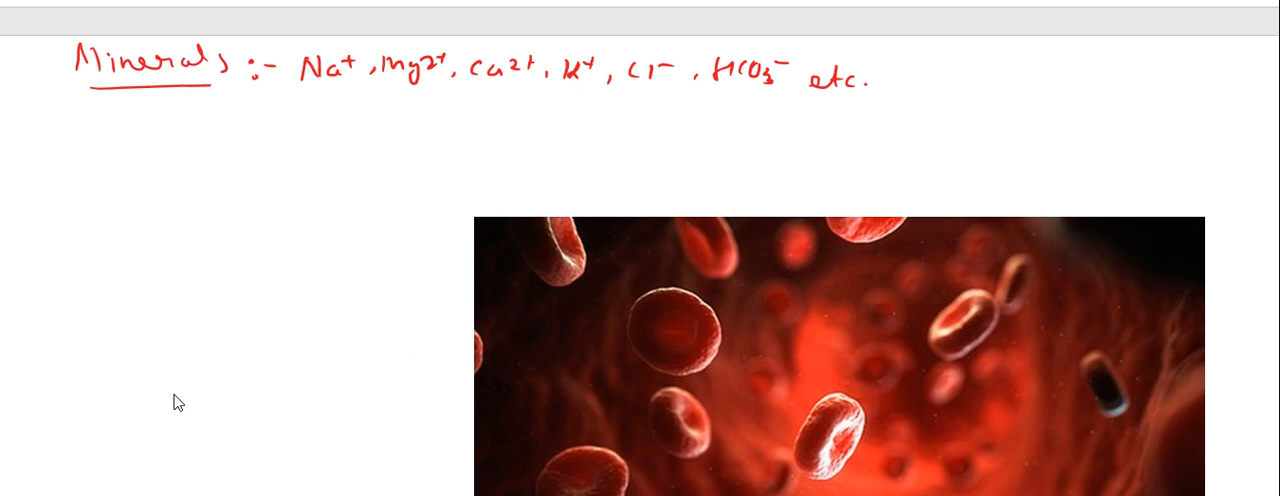 Minerals :- Na⁺, Mg²⁺, Ca²⁺, K⁺, Cl⁻, HCO₃⁻ etc.